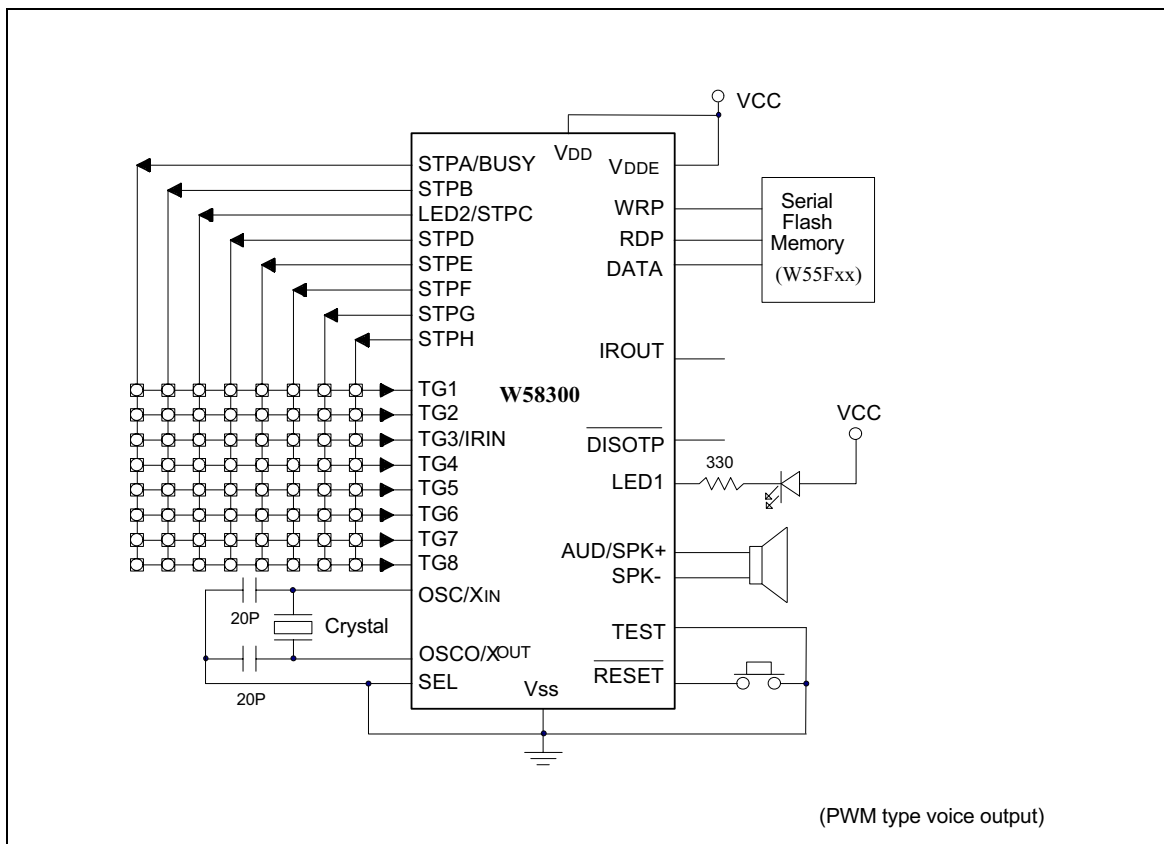 VCC
VDD
VDDE
STPA/BUSY
STPB
LED2/STPC
STPD
STPE
STPF
STPG
STPH
WRP
RDP
DATA
Serial
Flash
Memory
(W55Fxx)
IROUT
TG1
TG2
TG3/IRIN
TG4
TG5
TG6
TG7
TG8
W58300
DISOTP
VCC
LED1
330
AUD/SPK+
SPK-
OSC/XIN
20P
Crystal
OSCO/XOUT
SEL
20P
TEST
RESET
Vss
(PWM type voice output)